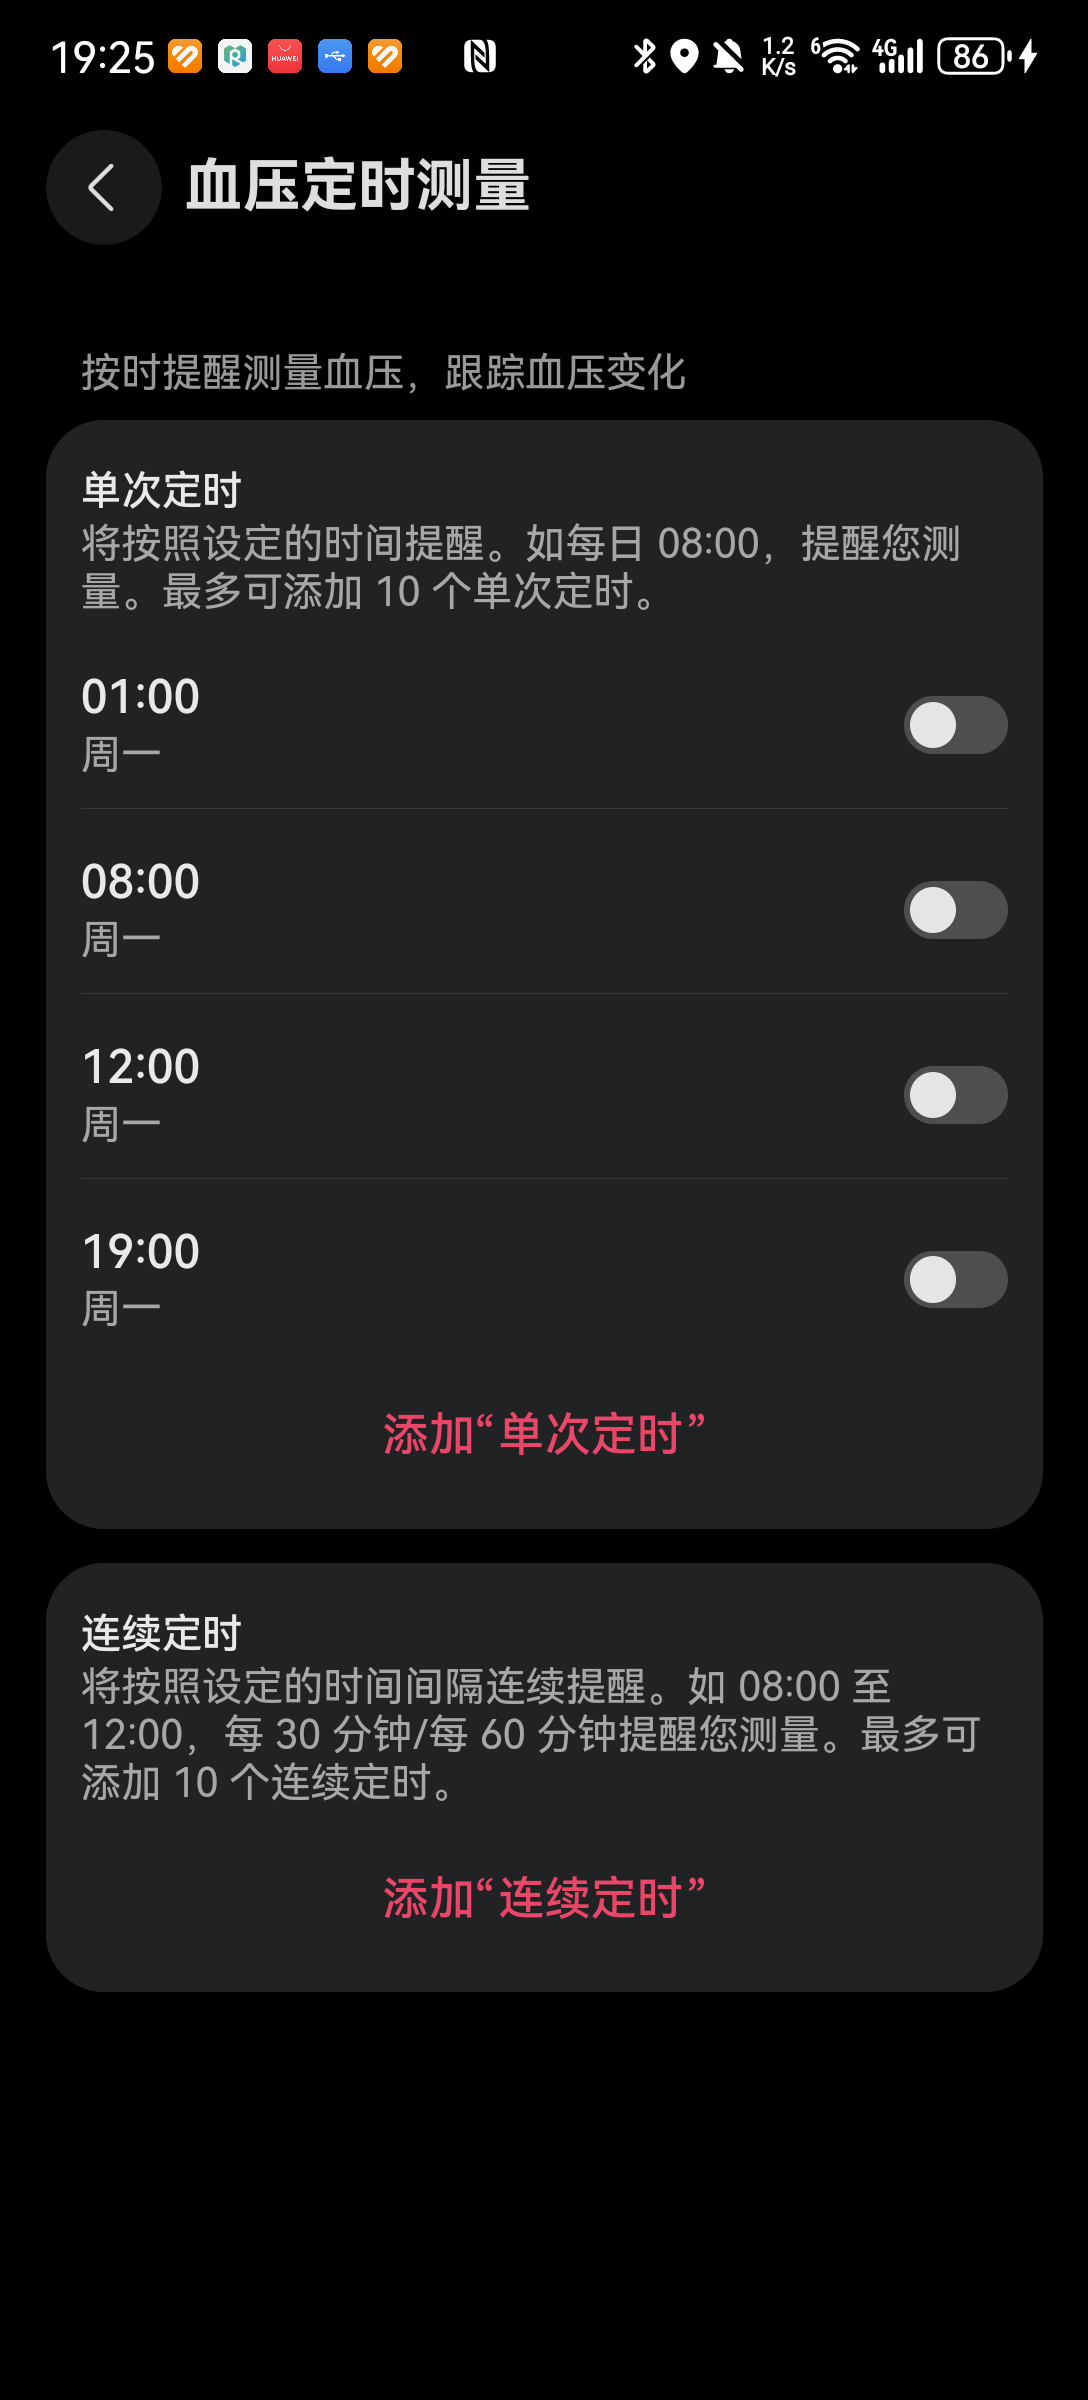 19:25
HUAWEI
1.2
K/s
6
4G
86
血压定时测量
按时提醒测量血压，跟踪血压变化
单次定时
将按照设定的时间提醒。如每日 08:00，提醒您测
量。最多可添加 10 个单次定时。
01:00
周一
08:00
周一
12:00
周一
19:00
周一
添加“单次定时”
连续定时
将按照设定的时间间隔连续提醒。如 08:00 至
12:00，每 30 分钟/每 60 分钟提醒您测量。最多可
添加 10 个连续定时。
添加“连续定时”